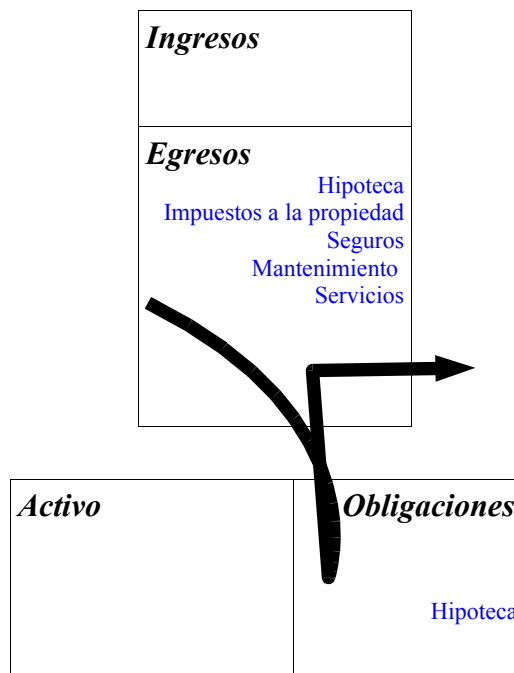 Ingresos
Egresos
Hipoteca
Impuestos a la propiedad
Seguros
Mantenimiento
Servicios
Activo
Obligaciones
Hipoteca